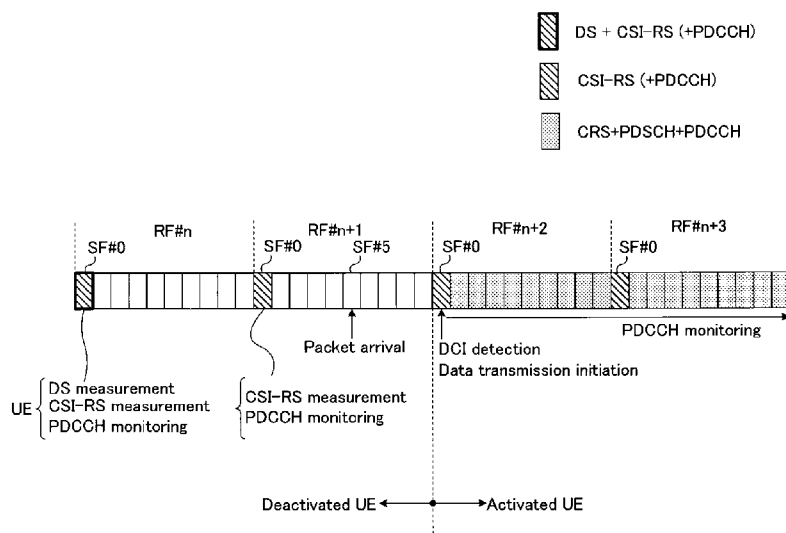 DS + CSI-RS (+PDCCH)
CSI-RS (+PDCCH)
CRS+PDSCH+PDCCH
RF#n
RF#n+1
RF#n+2
RF#n+3
SF#0
SF#0
SF#5
SF#0
SF#0
Packet arrival
DCI detection
Data transmission initiation
PDCCH monitoring
UE
DS measurement
CSI-RS measurement
PDCCH monitoring
CSI-RS measurement
PDCCH monitoring
Deactivated UE
Activated UE